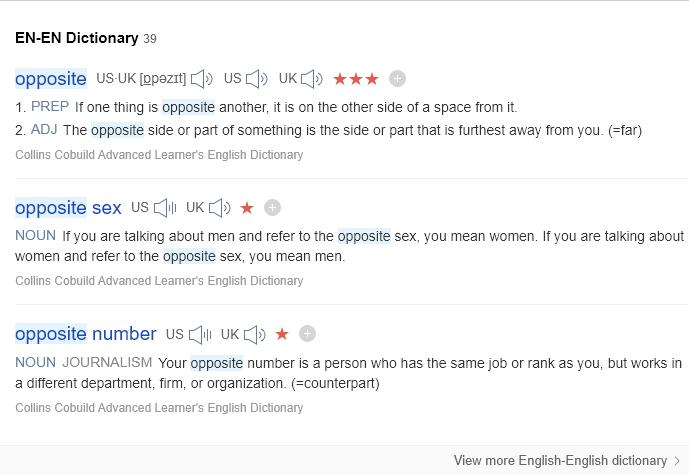 EN-EN Dictionary 39
opposite US·UK [ɒpəzɪt] US UK
1. PREP If one thing is opposite another, it is on the other side of a space from it.
2. ADJ The opposite side or part of something is the side or part that is furthest away from you. (=far)
Collins Cobuild Advanced Learner's English Dictionary
opposite sex US UK
NOUN If you are talking about men and refer to the opposite sex, you mean women. If you are talking about
women and refer to the opposite sex, you mean men.
Collins Cobuild Advanced Learner's English Dictionary
opposite number US UK
NOUN JOURNALISM Your opposite number is a person who has the same job or rank as you, but works in
a different department, firm, or organization. (=counterpart)
Collins Cobuild Advanced Learner's English Dictionary
View more English-English dictionary